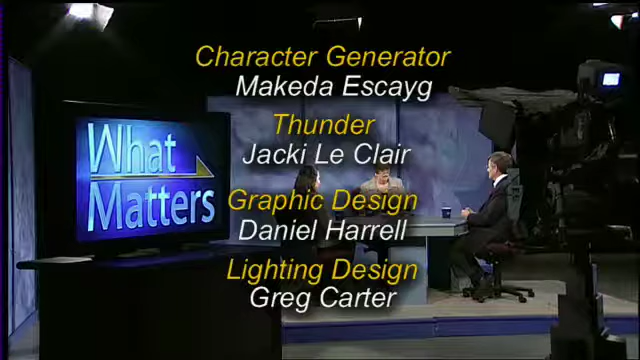 Character Generator
Makeda Escayg
Thunder
Jacki Le Clair
Graphic Design
Daniel Harrell
Lighting Design
Greg Carter
What
Matters